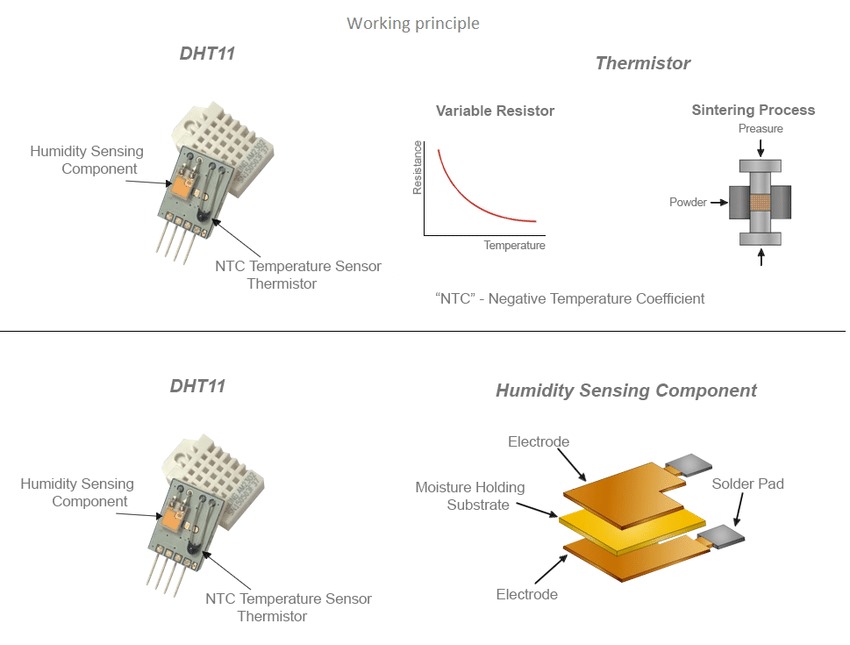 Working principle
DHT11
Thermistor
Variable Resistor
Sintering Process
Preasure
Humidity Sensing
Component
Resistance
Powder
Temperature
NTC Temperature Sensor
Thermistor
“NTC” - Negative Temperature Coefficient
DHT11
Humidity Sensing Component
Electrode
Humidity Sensing
Component
Moisture Holding
Substrate
Solder Pad
Electrode
NTC Temperature Sensor
Thermistor